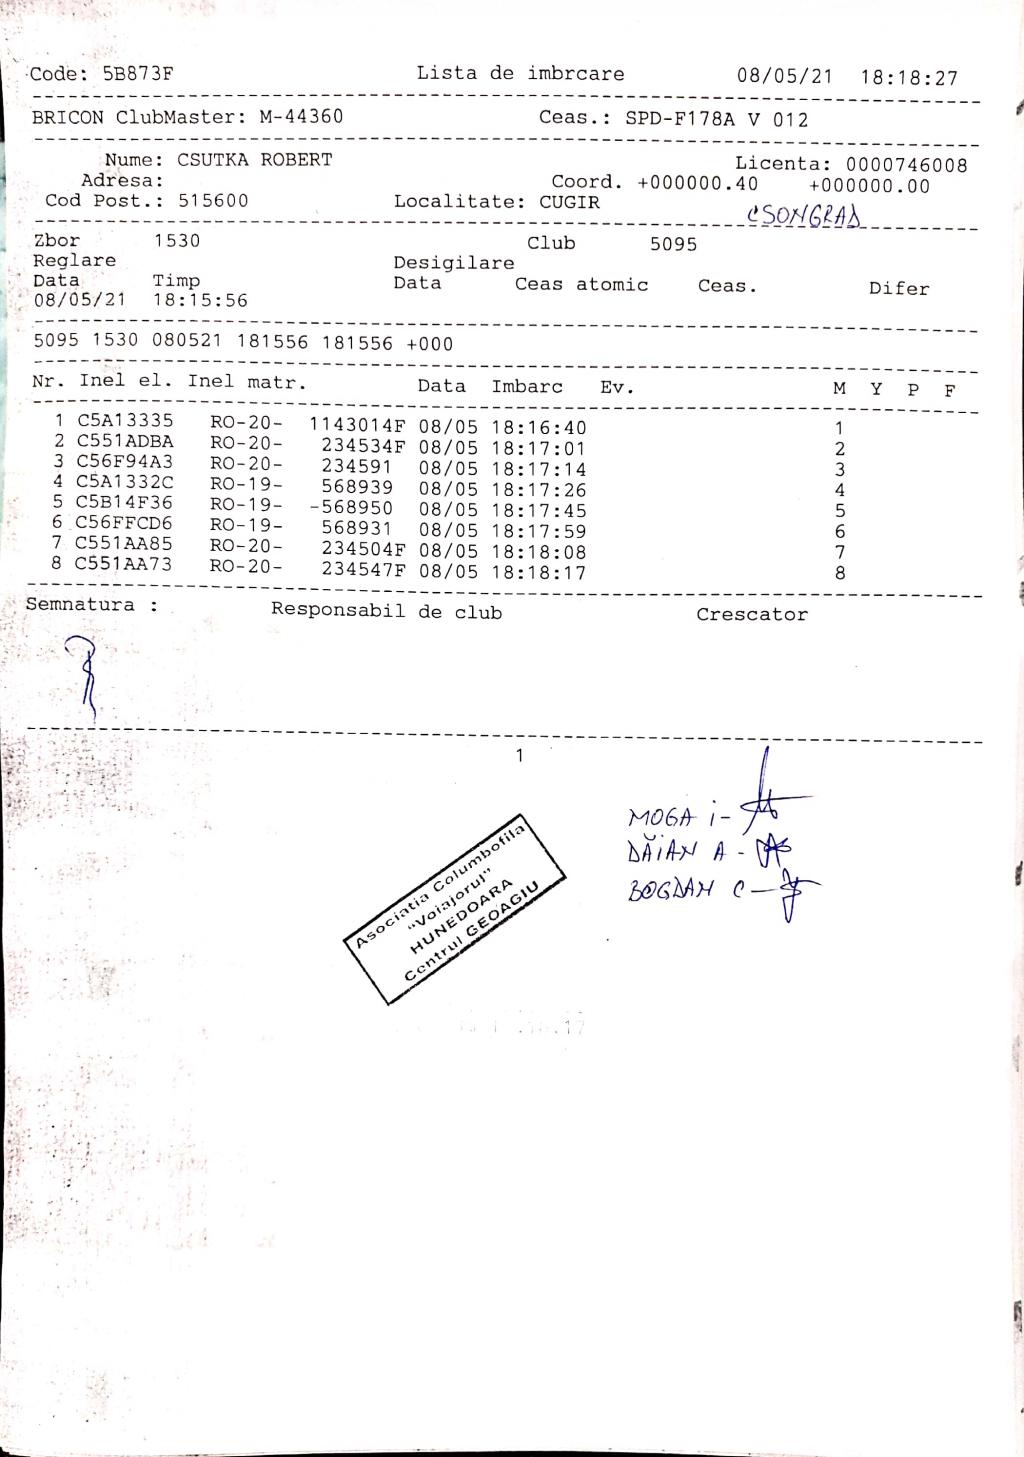 Code: 5B873F Lista de imbrcare 08/05/21 18:18:27
BRICON ClubMaster: M-44360 Ceas.: SPD-F178A V 012
Nume: CSUTKA ROBERT Licenta: 0000746008
Adresa: Coord. +000000.40 +000000.00
Cod Post.: 515600 Localitate: CUGIR
CSONGRAD
Zbor 1530 Club 5095
Reglare Desigilare
Data Timp Data Ceas atomic Ceas. Difer
08/05/21 18:15:56
5095 1530 080521 181556 181556 +000
Nr. Inel el. Inel matr. Data Imbarc Ev. M Y P F
1 C5A13335 RO-20- 1143014F 08/05 18:16:40 1
2 C551ADBA RO-20- 234534F 08/05 18:17:01 2
3 C56F94A3 RO-20- 234591 08/05 18:17:14 3
4 C5A1332C RO-19- 568939 08/05 18:17:26 4
5 C5B14F36 RO-19- -568950 08/05 18:17:45 5
6 C56FFCD6 RO-19- 568931 08/05 18:17:59 6
7 C551AA85 RO-20- 234504F 08/05 18:18:08 7
8 C551AA73 RO-20- 234547F 08/05 18:18:17 8
Semnatura : Responsabil de club Crescator
1
MOGA i-
DĂIAN A -
BOGDAN C -
Asociatia Columbofila
"Voiajorul"
HUNEDOARA
Centrul GEOAGIU